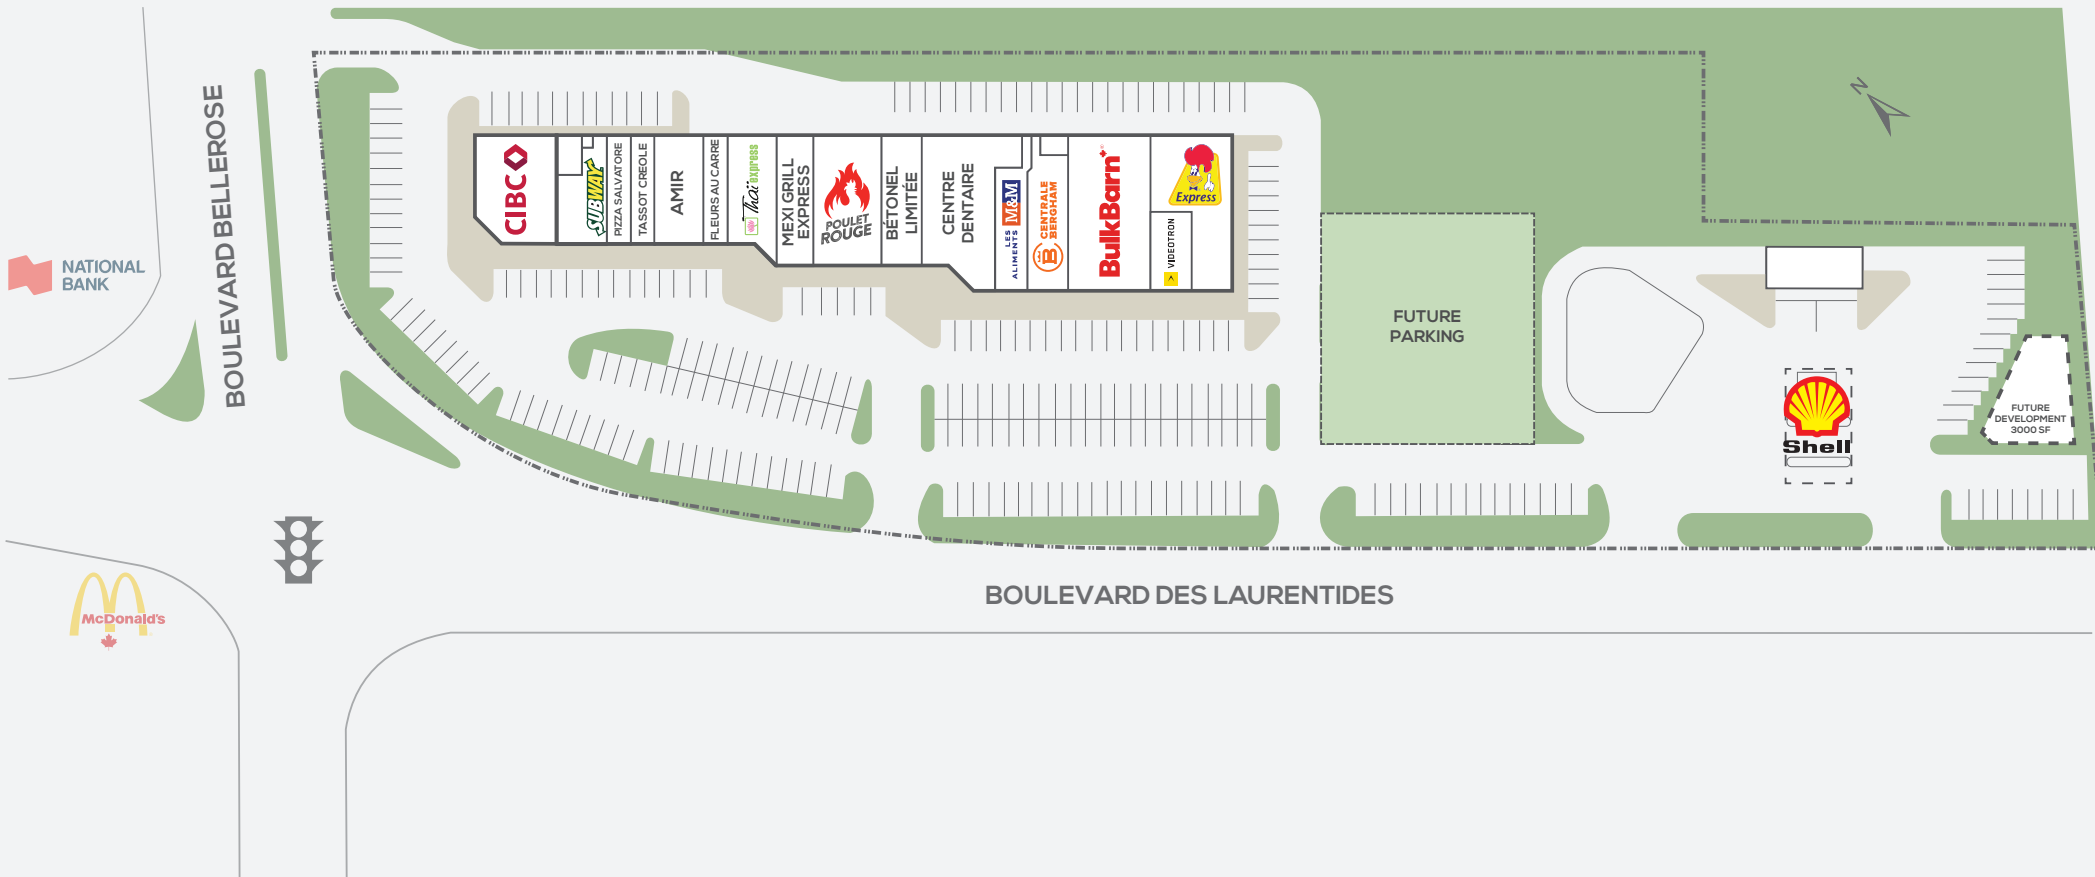 BOULEVARD BELLEROSE
NATIONAL
BANK
McDonald's
CIBC
SUBWAY
PIZZA SALVATORE
TASSOT CREOLE
AMIR
FLEURS AU CARRE
Thaï express
MEXI GRILL
EXPRESS
POULET
ROUGE
BÉTONEL
LIMITÉE
CENTRE
DENTAIRE
LES
ALIMENTS M&M
CENTRALE
BERGHAM
B
BulkBarn
VIDEOTRON
Express
FUTURE
PARKING
N
Shell
FUTURE
DEVELOPMENT
3000 SF
BOULEVARD DES LAURENTIDES